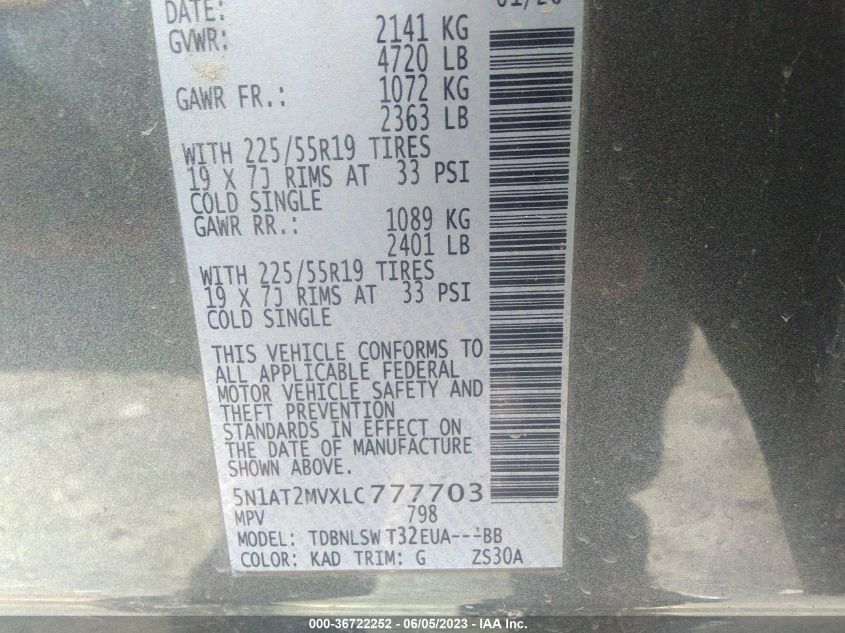 DATE:
GVWR: 2141 KG
4720 LB
GAWR FR.: 1072 KG
2363 LB
WITH 225/55R19 TIRES
19 X 7J RIMS AT 33 PSI
COLD SINGLE
GAWR RR.: 1089 KG
2401 LB
WITH 225/55R19 TIRES
19 X 7J RIMS AT 33 PSI
COLD SINGLE
THIS VEHICLE CONFORMS TO
ALL APPLICABLE FEDERAL
MOTOR VEHICLE SAFETY AND
THEFT PREVENTION
STANDARDS IN EFFECT ON
THE DATE OF MANUFACTURE
SHOWN ABOVE.
5N1AT2MVXLC777703
MPV 798
MODEL: TDBNLSW T32EUA---BB
COLOR: KAD TRIM: G ZS30A
000-36722252 - 06/05/2023 - IAA Inc.